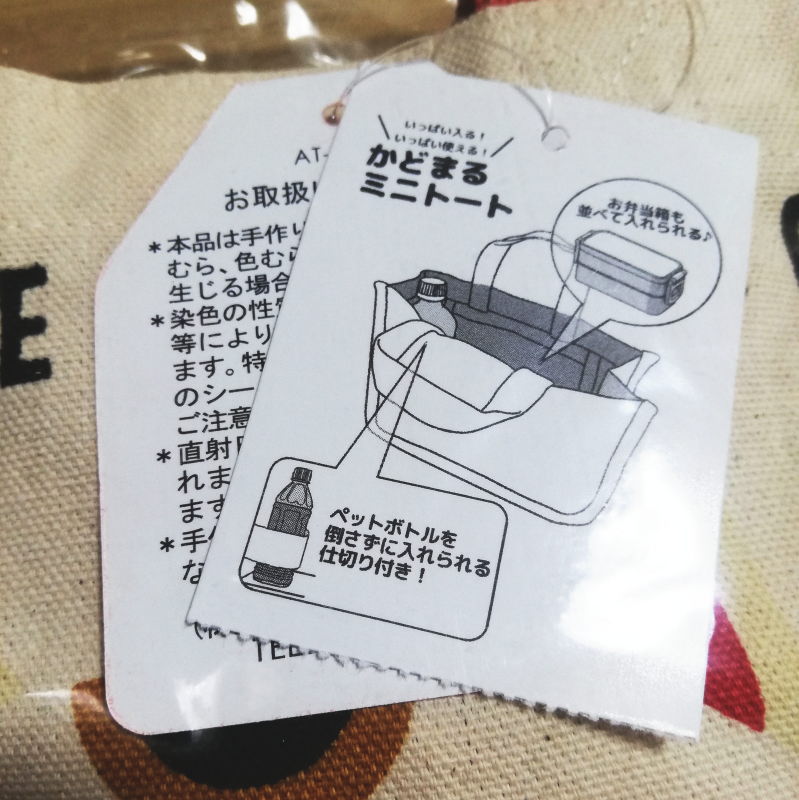 いっぱい入る!
いっぱい使える!
かどまる
ミニトート
お弁当箱も
並べて入れられる♪
ペットボトルを
倒さずに入れられる
仕切り付き!
AT-
お取扱
*本品は手作り
むら、色むら
生じる場合
*染色の性質
等により
ます。特
のシー
ご注意
*直射日
れま
ます
*手
な
TEL
E